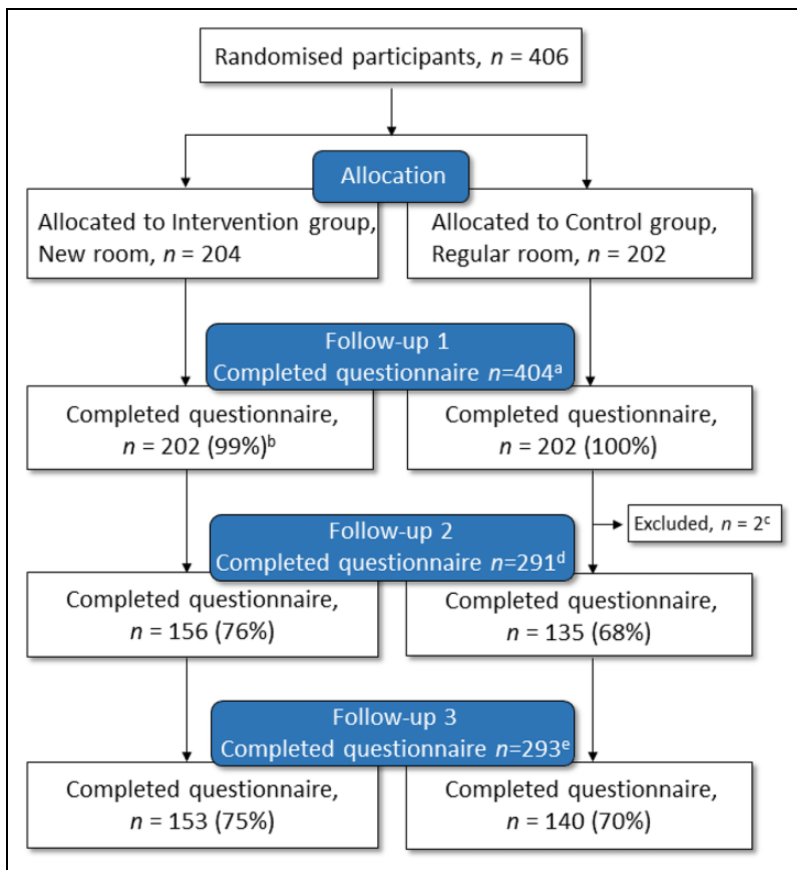 Randomised participants, n = 406
Allocation
Allocated to Intervention group,
New room, n = 204
Allocated to Control group,
Regular room, n = 202
Follow-up 1
Completed questionnaire n=404ᵃ
Completed questionnaire,
n = 202 (99%)ᵇ
Completed questionnaire,
n = 202 (100%)
Excluded, n = 2ᶜ
Follow-up 2
Completed questionnaire n=291ᵈ
Completed questionnaire,
n = 156 (76%)
Completed questionnaire,
n = 135 (68%)
Follow-up 3
Completed questionnaire n=293ᵉ
Completed questionnaire,
n = 153 (75%)
Completed questionnaire,
n = 140 (70%)